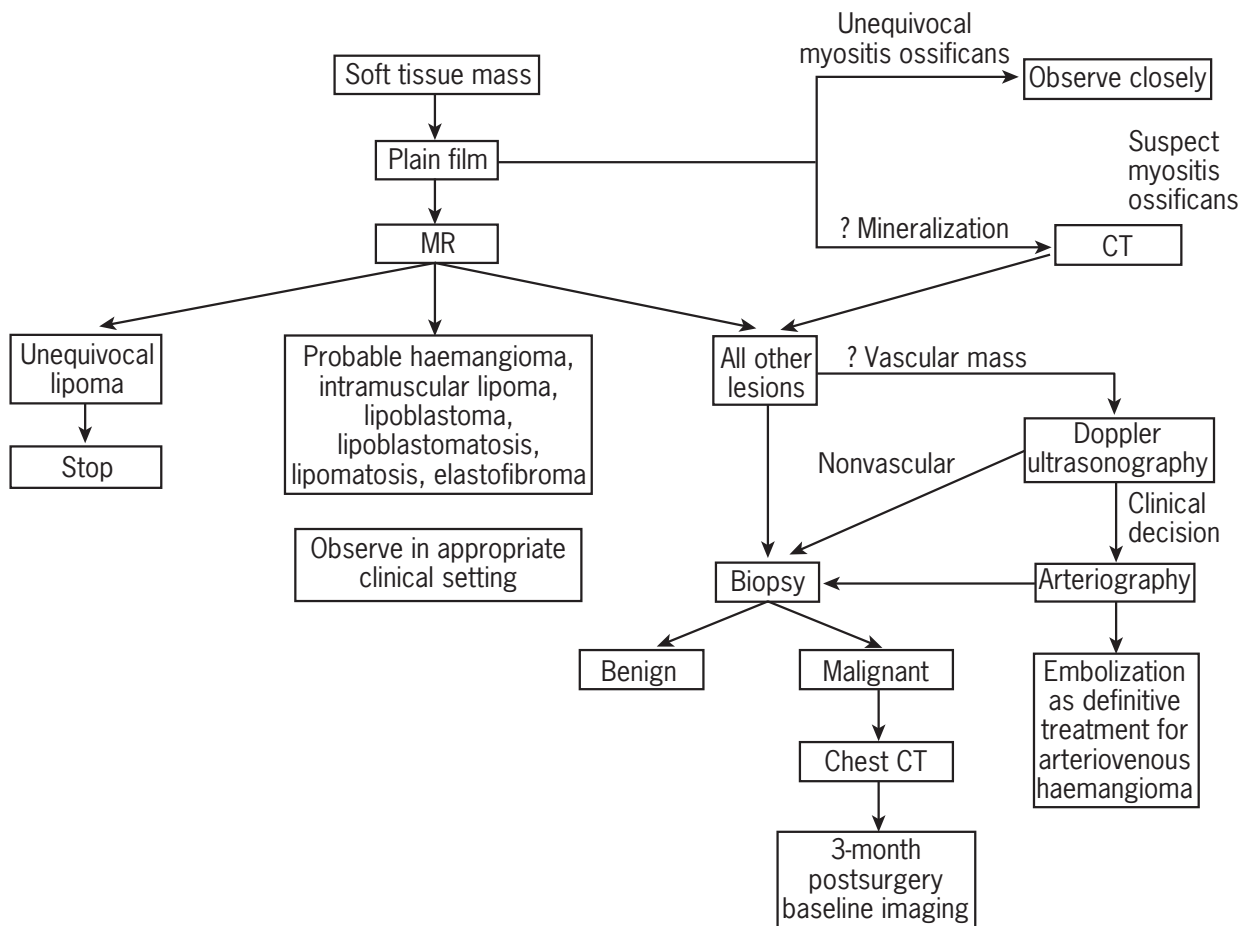 Unequivocal
myositis ossificans
Soft tissue mass
Observe closely
Plain film
Suspect
myositis
ossificans
? Mineralization
MR
CT
Unequivocal
lipoma
Probable haemangioma,
intramuscular lipoma,
lipoblastoma,
lipoblastomatosis,
lipomatosis, elastofibroma
All other
lesions
? Vascular mass
Stop
Doppler
ultrasonography
Nonvascular
Clinical
decision
Observe in appropriate
clinical setting
Biopsy
Arteriography
Benign
Malignant
Embolization
as definitive
treatment for
arteriovenous
haemangioma
Chest CT
3-month
postsurgery
baseline imaging